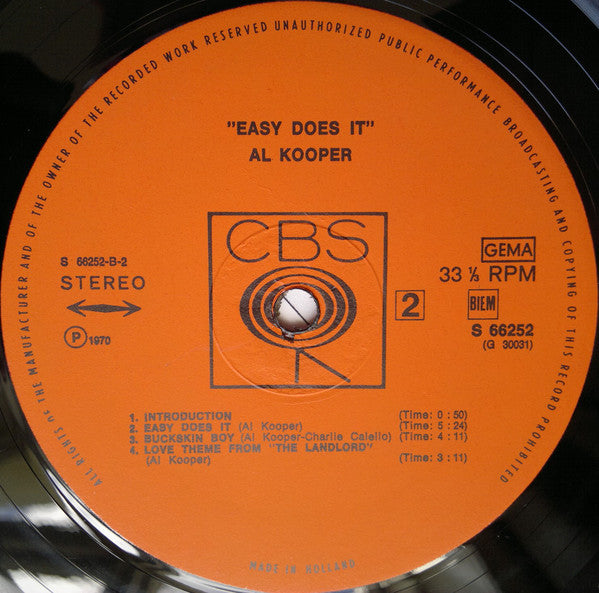 ALL RIGHTS OF THE MANUFACTURER AND OF THE OWNER OF THE RECORDED WORK RESERVED UNAUTHORIZED PUBLIC PERFORMANCE BROADCASTING AND COPYING OF THIS RECORD PROHIBITED
"EASY DOES IT"
AL KOOPER
CBS
S 66252-B-2
STEREO
Ⓟ 1970
GEMA
33 ⅓ RPM
2
BIEM
S 66252
(G 30031)
1. INTRODUCTION (Time: 0 : 50)
2. EASY DOES IT (Al Kooper) (Time: 5 : 24)
3. BUCKSKIN BOY (Al Kooper-Charlie Calello) (Time: 4 : 11)
4. LOVE THEME FROM "THE LANDLORD"
(Al Kooper) (Time: 3 : 11)
MADE IN HOLLAND